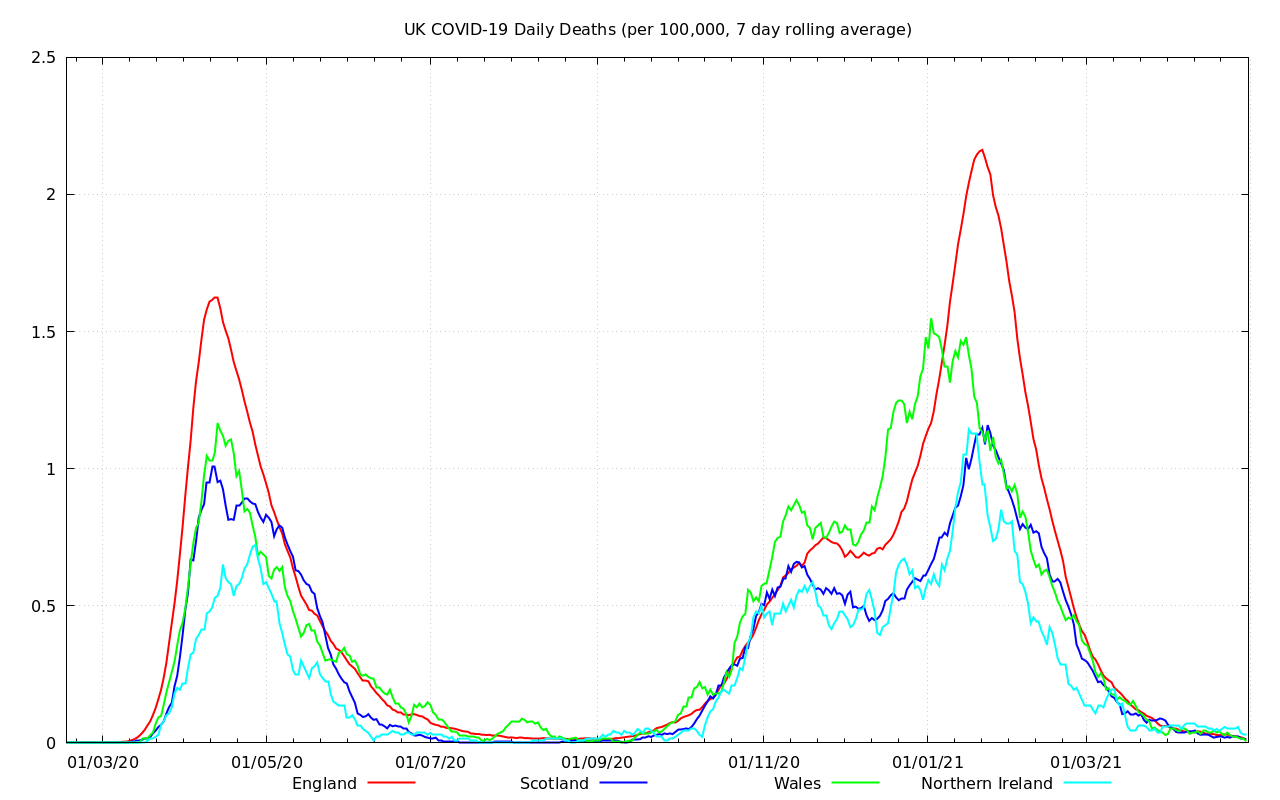 UK COVID-19 Daily Deaths (per 100,000, 7 day rolling average)
2.5
2
1.5
1
0.5
0
01/03/20 01/05/20 01/07/20 01/09/20 01/11/20 01/01/21 01/03/21
England Scotland Wales Northern Ireland